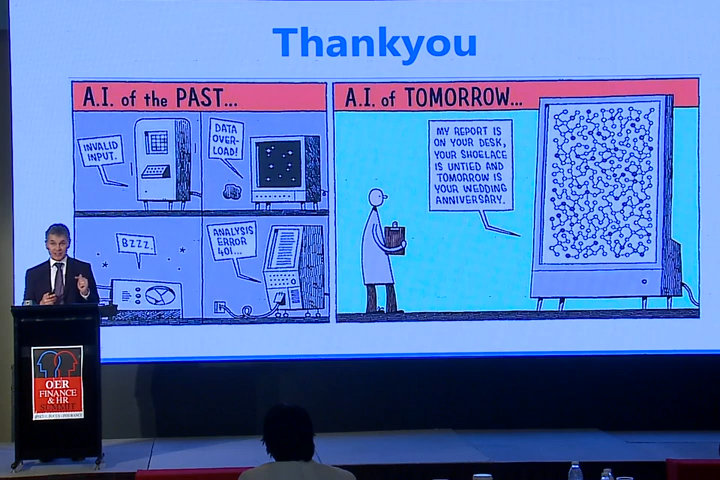 Thankyou
A.I. of the PAST...
INVALID
INPUT.
DATA
OVER-
LOAD!
BZZZ.
ANALYSIS
ERROR
401...
A.I. of TOMORROW...
MY REPORT IS
ON YOUR DESK,
YOUR SHOELACE
IS UNTIED AND
TOMORROW IS
YOUR WEDDING
ANNIVERSARY.
OER
FINANCE
& HR
SUMMIT